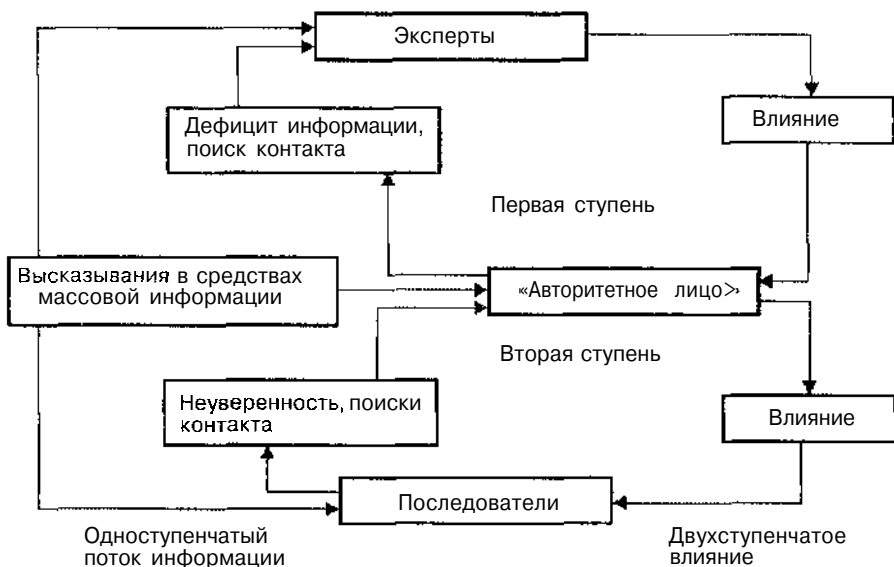 Эксперты
Дефицит информации,
поиск контакта
Влияние
Первая ступень
Высказывания в средствах
массовой информации
«Авторитетное лицо>›
Вторая ступень
Неуверенность, поиски
контакта
Влияние
Последователи
Одноступенчатый
поток информации
Двухступенчатое
влияние